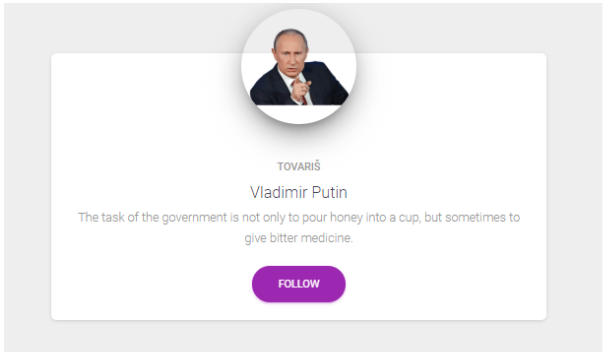 TOVARIŠ
Vladimir Putin
The task of the government is not only to pour honey into a cup, but sometimes to
give bitter medicine.
FOLLOW